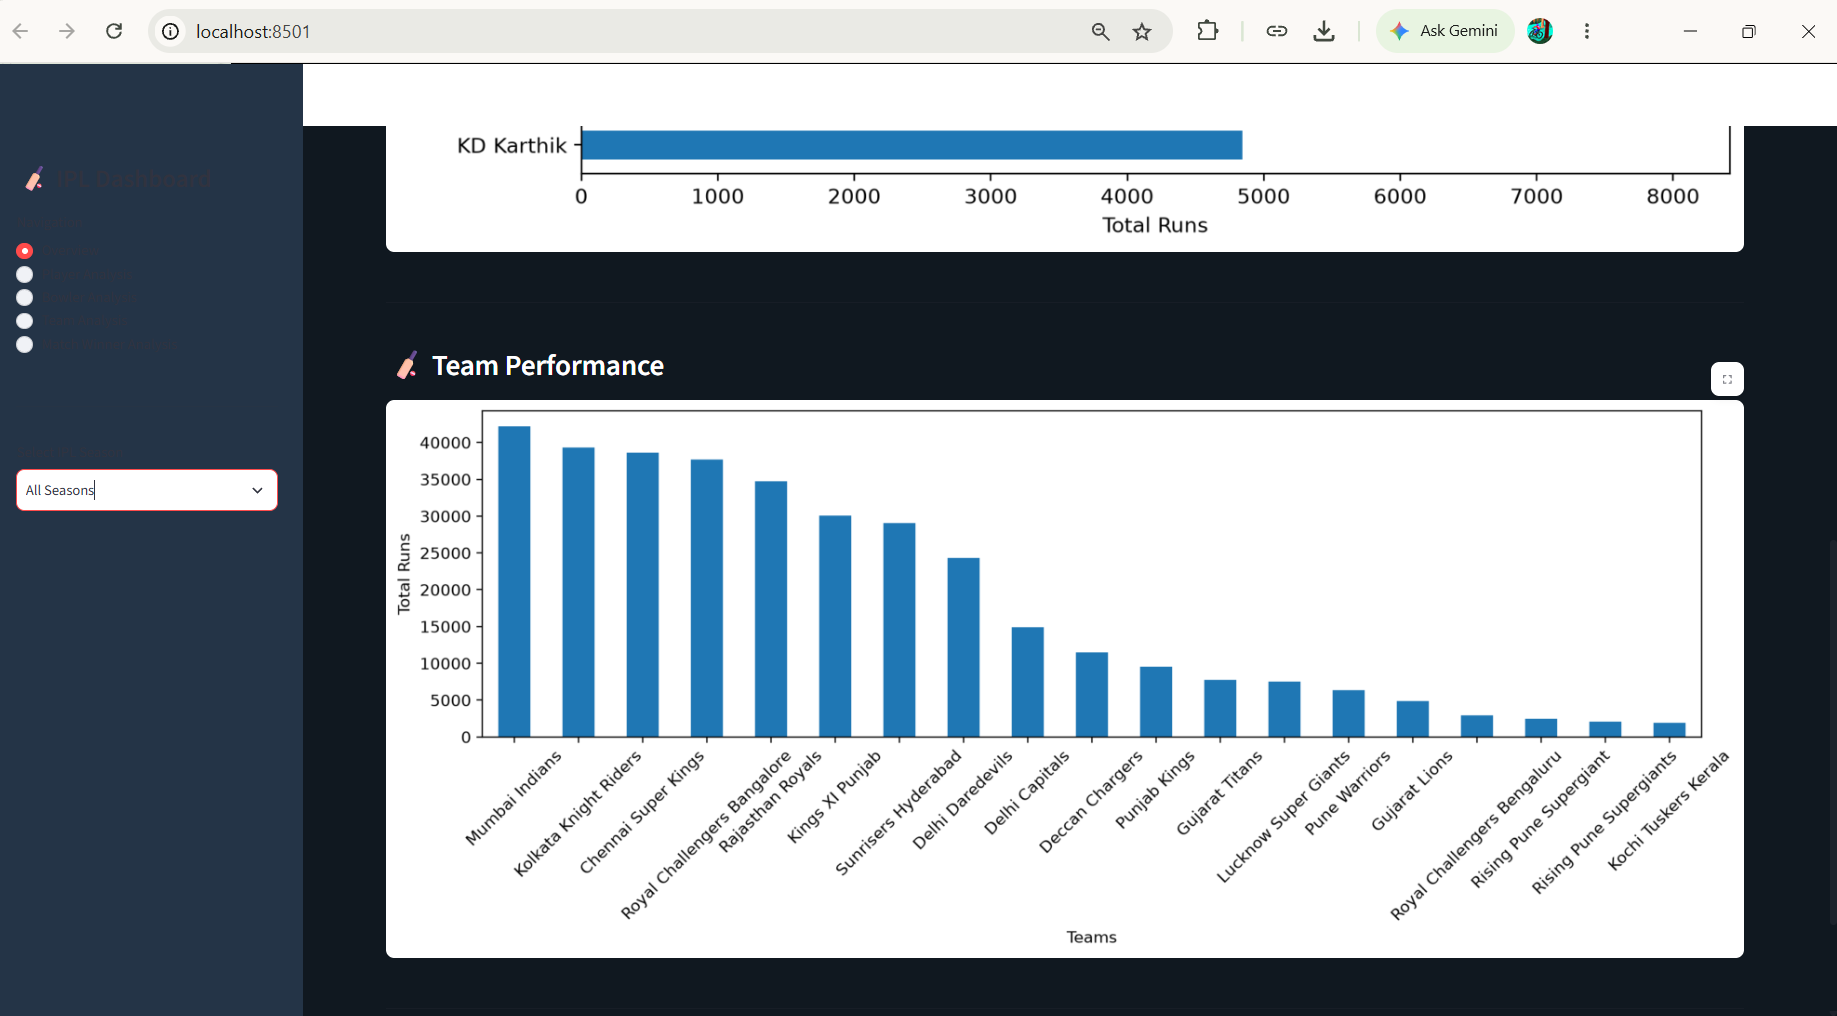 localhost:8501
Ask Gemini
IPL Dashboard
All Seasons
KD Karthik
0 1000 2000 3000 4000 5000 6000 7000 8000
Total Runs
Team Performance
40000
35000
30000
25000
20000
15000
10000
5000
0
Total Runs
Mumbai Indians
Kolkata Knight Riders
Chennai Super Kings
Royal Challengers Bangalore
Rajasthan Royals
Kings XI Punjab
Sunrisers Hyderabad
Delhi Daredevils
Delhi Capitals
Deccan Chargers
Punjab Kings
Gujarat Titans
Lucknow Super Giants
Pune Warriors
Gujarat Lions
Royal Challengers Bengaluru
Rising Pune Supergiant
Rising Pune Supergiants
Kochi Tuskers Kerala
Teams